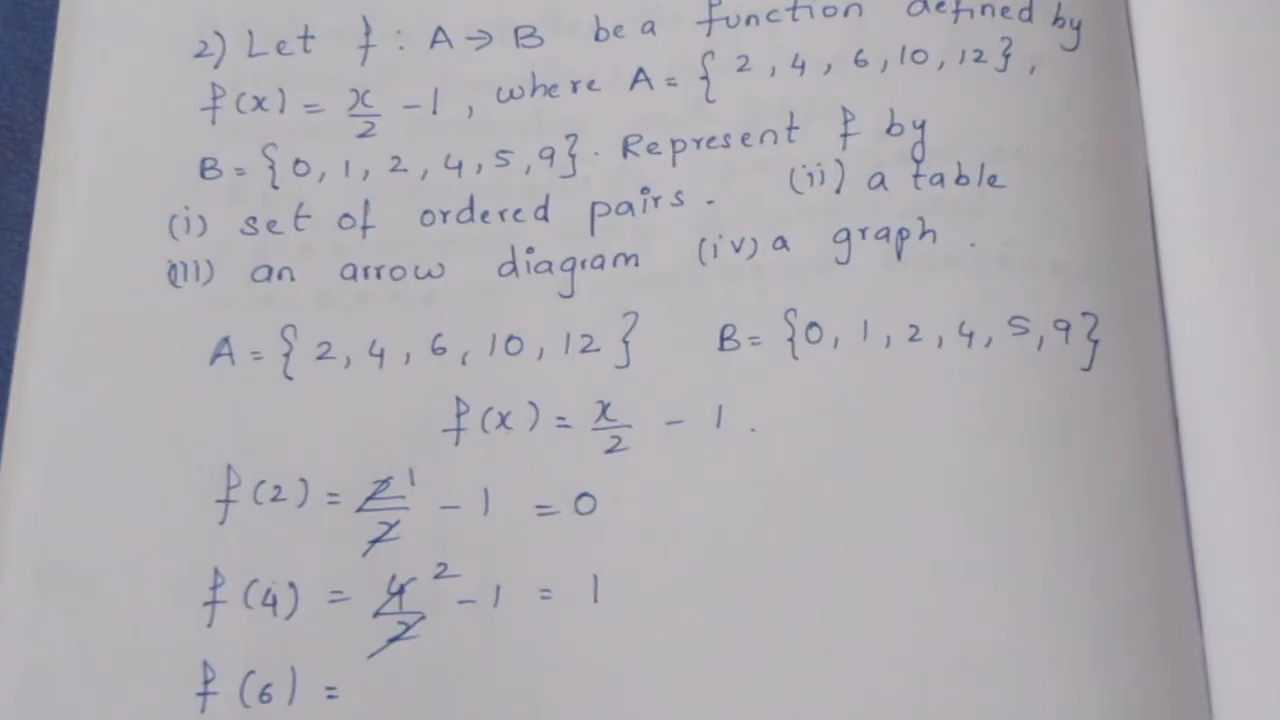 2) Let f : A → B be a function defined by
f(x) = x/2 - 1, where A = { 2, 4, 6, 10, 12 },
B = { 0, 1, 2, 4, 5, 9 }. Represent f by
(i) set of ordered pairs. (ii) a table
(iii) an arrow diagram (iv) a graph.
A = { 2, 4, 6, 10, 12 } B = { 0, 1, 2, 4, 5, 9 }
f(x) = x/2 - 1.
f(2) = 2/2 1 - 1 = 0
f(4) = 4/2 2 - 1 = 1
f(6) =